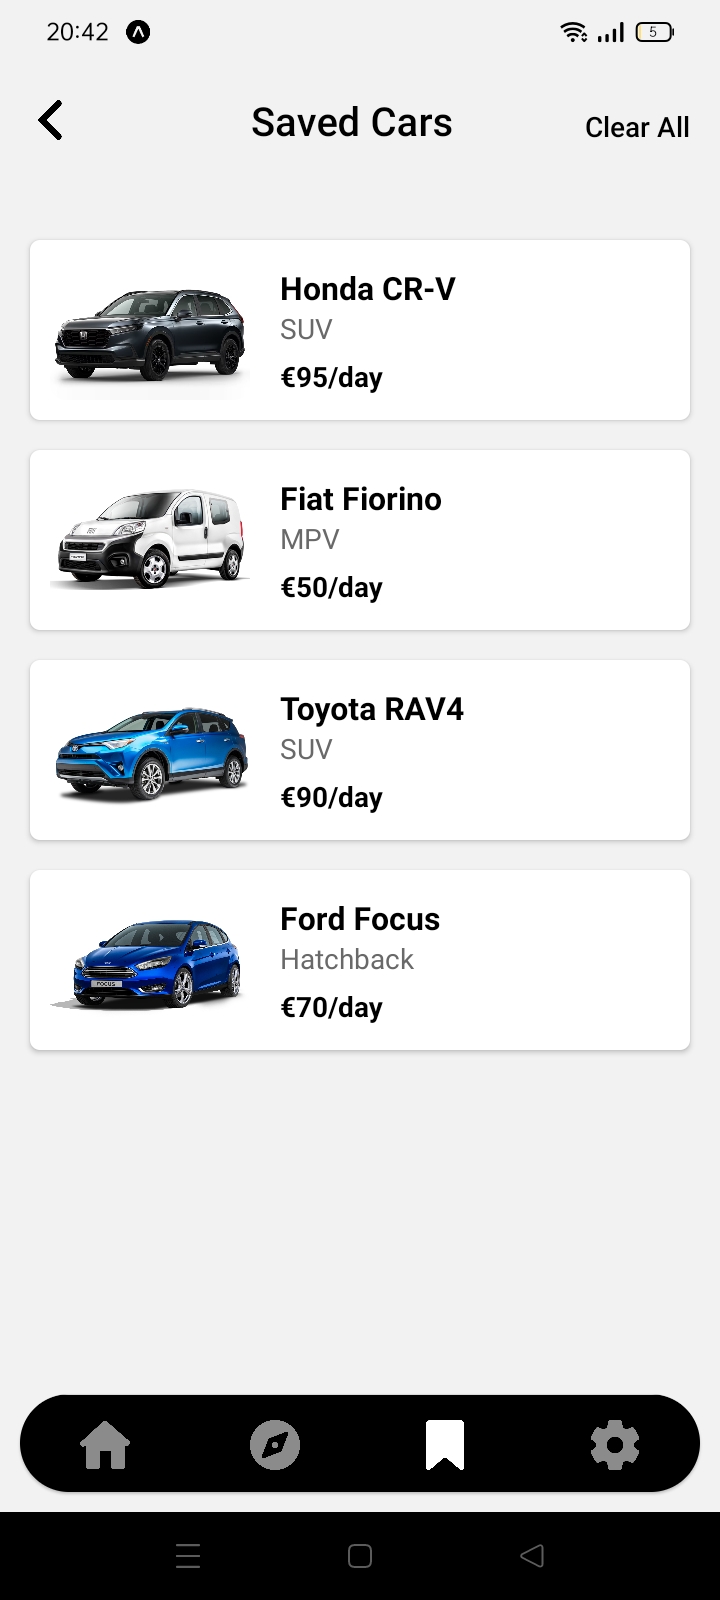 20:42
5
Saved Cars
Clear All
Honda CR-V
SUV
€95/day
Fiat Fiorino
MPV
€50/day
Toyota RAV4
SUV
€90/day
Ford Focus
Hatchback
€70/day
FOCUS